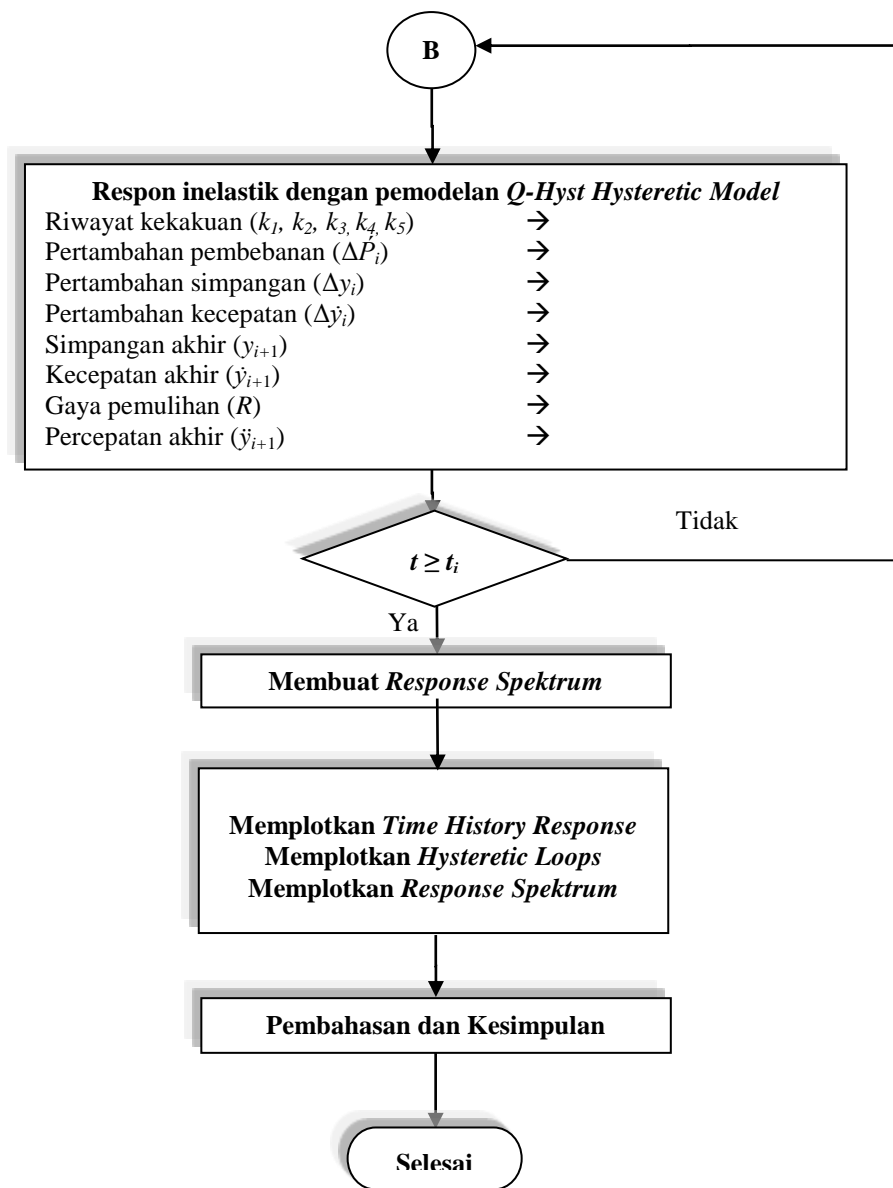 B
Respon inelastik dengan pemodelan Q-Hyst Hysteretic Model
Riwayat kekakuan (k1, k2, k3, k4, k5) →
Pertambahan pembebanan (ΔṔi) →
Pertambahan simpangan (Δyi) →
Pertambahan kecepatan (Δẏi) →
Simpangan akhir (yi+1) →
Kecepatan akhir (ẏi+1) →
Gaya pemulihan (R) →
Percepatan akhir (ÿi+1) →
Tidak
t ≥ ti
Ya
Membuat Response Spektrum
Memplotkan Time History Response
Memplotkan Hysteretic Loops
Memplotkan Response Spektrum
Pembahasan dan Kesimpulan
Selesai